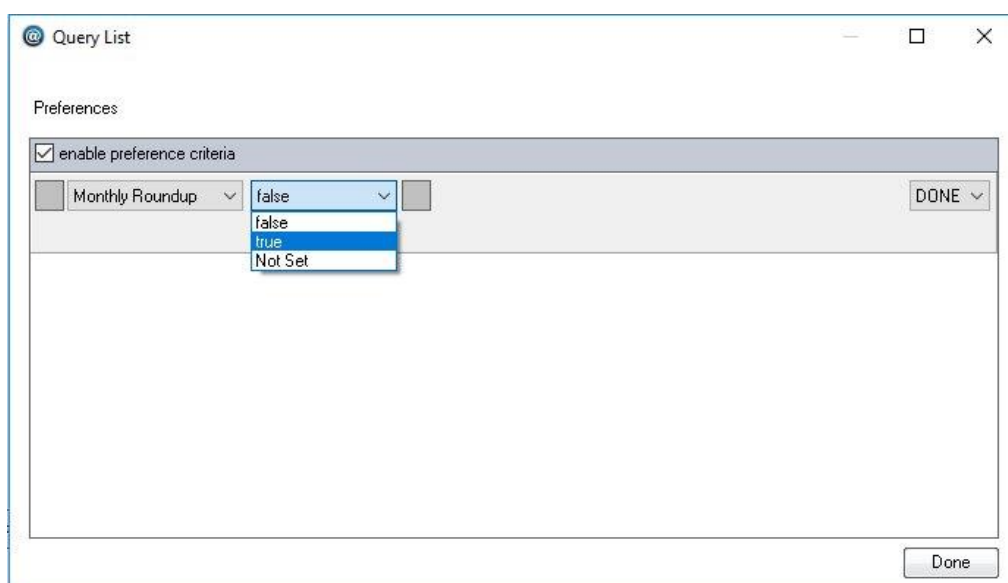 Query List
Preferences
enable preference criteria
Monthly Roundup false DONE
false
true
Not Set
Done